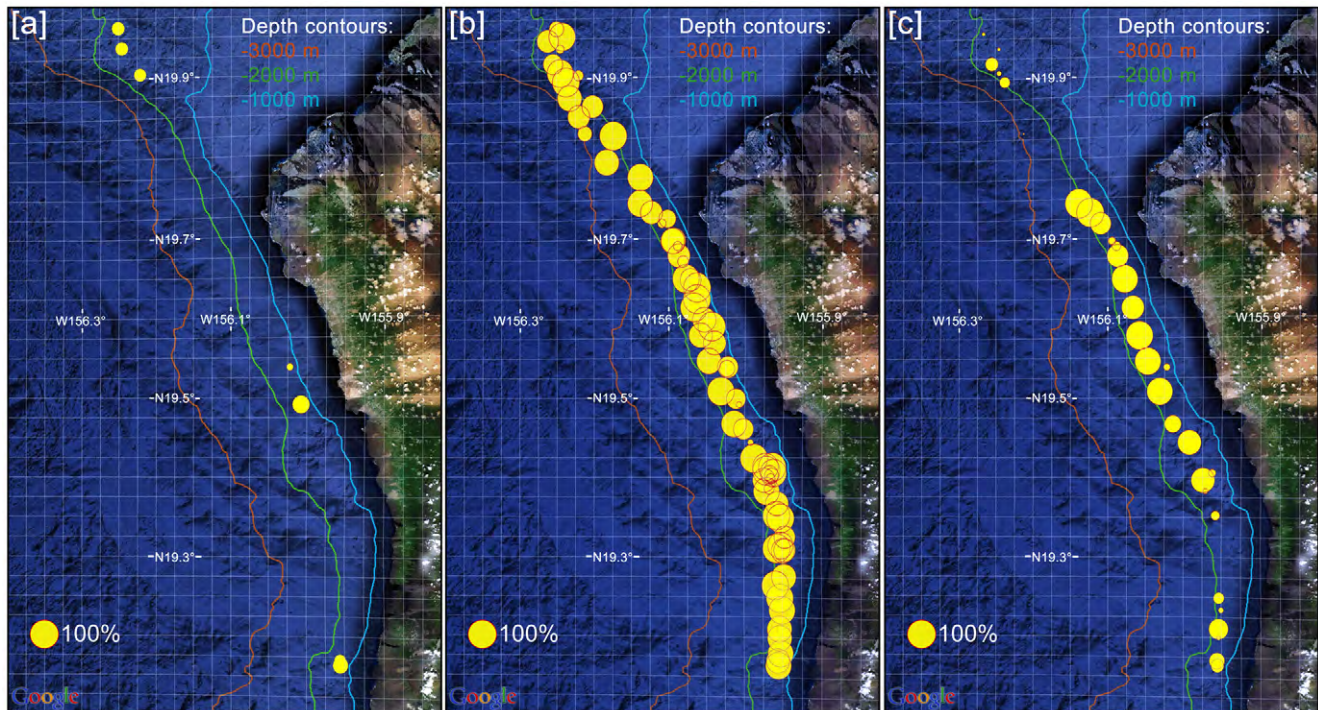 [a]
Depth contours:
-3000 m
-2000 m
-1000 m
-N19.9°-
-N19.7°-
W156.3°
W156.1°
W155.9°
-N19.5°-
-N19.3°-
100%
Google
[b]
Depth contours:
-3000 m
-2000 m
-1000 m
-N19.9°-
-N19.7°-
W156.3°
W156.1°
W155.9°
-N19.5°-
-N19.3°-
100%
Google
[c]
Depth contours:
-3000 m
-2000 m
-1000 m
-N19.9°-
-N19.7°-
W156.3°
W156.1°
W155.9°
-N19.5°-
-N19.3°-
100%
Google